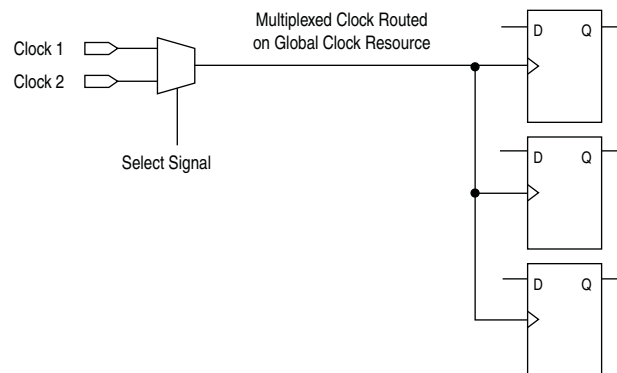 Multiplexed Clock Routed
on Global Clock Resource
Clock 1
Clock 2
Select Signal
D Q
D Q
D Q